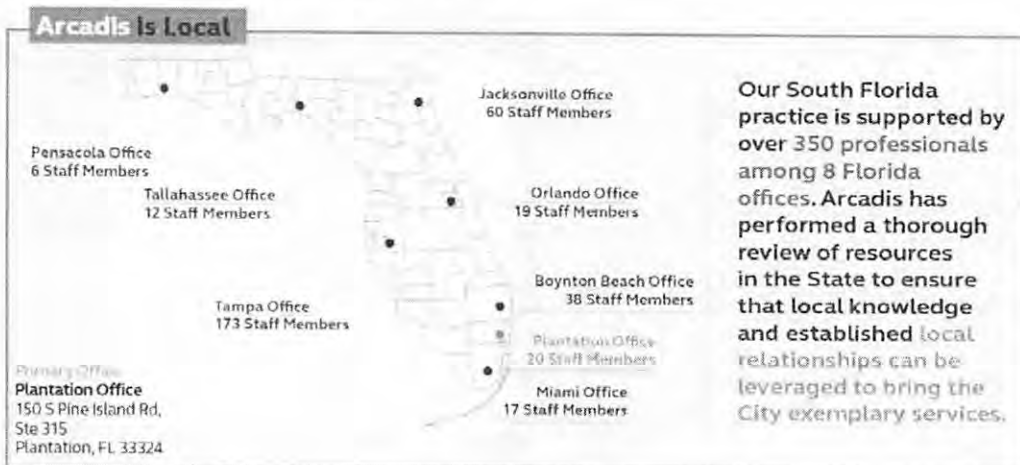 Arcadis is Local
Jacksonville Office
60 Staff Members
Pensacola Office
6 Staff Members
Tallahassee Office
12 Staff Members
Orlando Office
19 Staff Members
Boynton Beach Office
38 Staff Members
Tampa Office
173 Staff Members
Plantation Office
20 Staff Members
Miami Office
17 Staff Members
Primary Office
Plantation Office
150 S Pine Island Rd,
Ste 315
Plantation, FL 33324
Our South Florida
practice is supported by
over 350 professionals
among 8 Florida
offices. Arcadis has
performed a thorough
review of resources
in the State to ensure
that local knowledge
and established local
relationships can be
leveraged to bring the
City exemplary services.